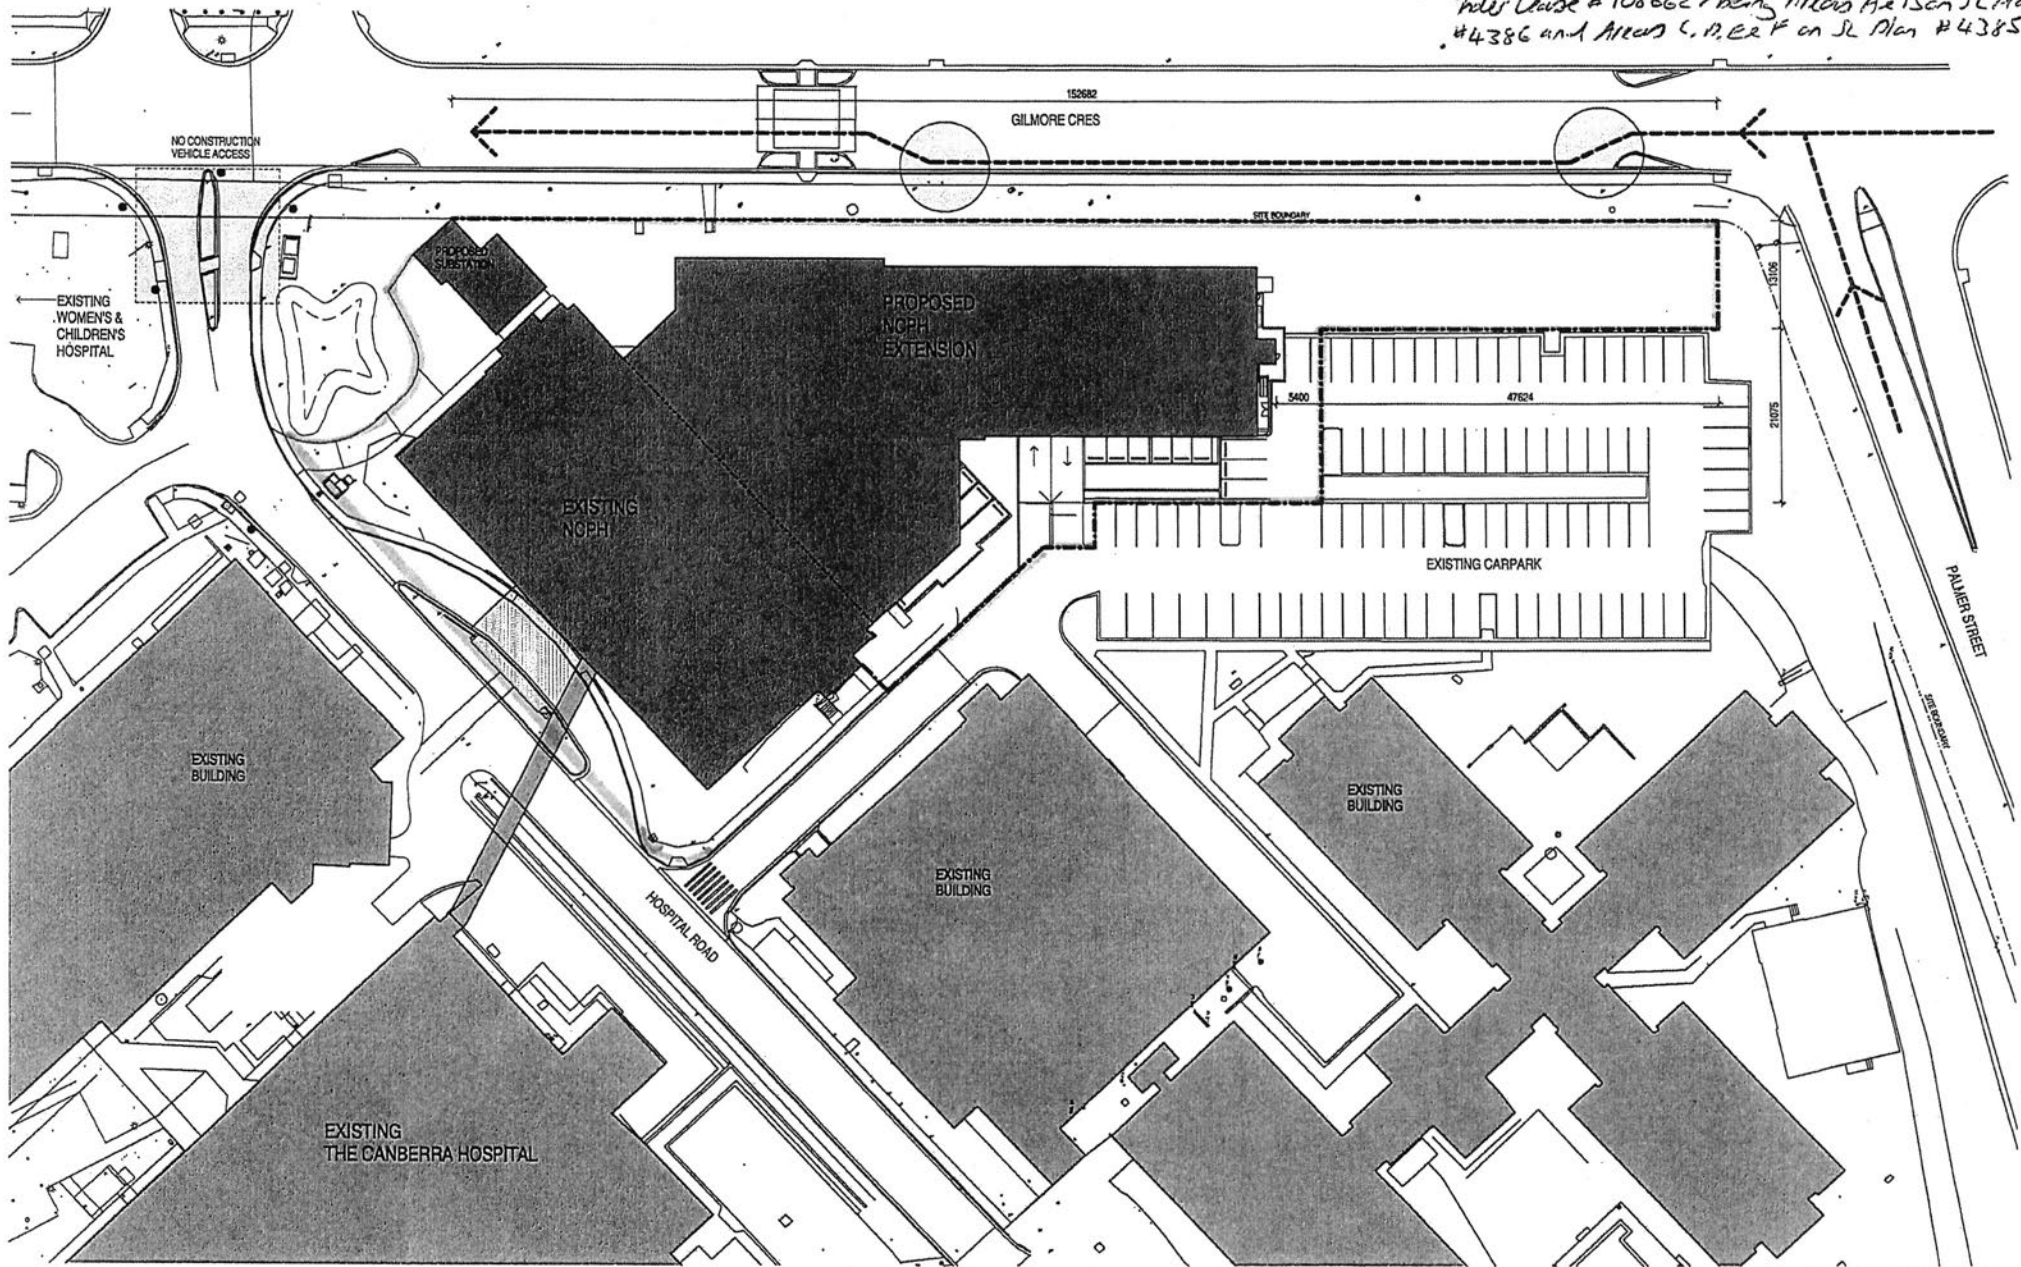 #4386 and Areas C, D, E & F on SL Plan #4385
152682
GILMORE CRES
NO CONSTRUCTION
VEHICLE ACCESS
SITE BOUNDARY
PROPOSED
SUBSTATION
EXISTING
WOMEN'S &
CHILDREN'S
HOSPITAL
PROPOSED
NCPH
EXTENSION
13106
5400
47624
21075
EXISTING
NCPH
EXISTING CARPARK
PALMER STREET
SITE BOUNDARY
EXISTING
BUILDING
EXISTING
BUILDING
EXISTING
BUILDING
HOSPITAL ROAD
EXISTING
THE CANBERRA HOSPITAL